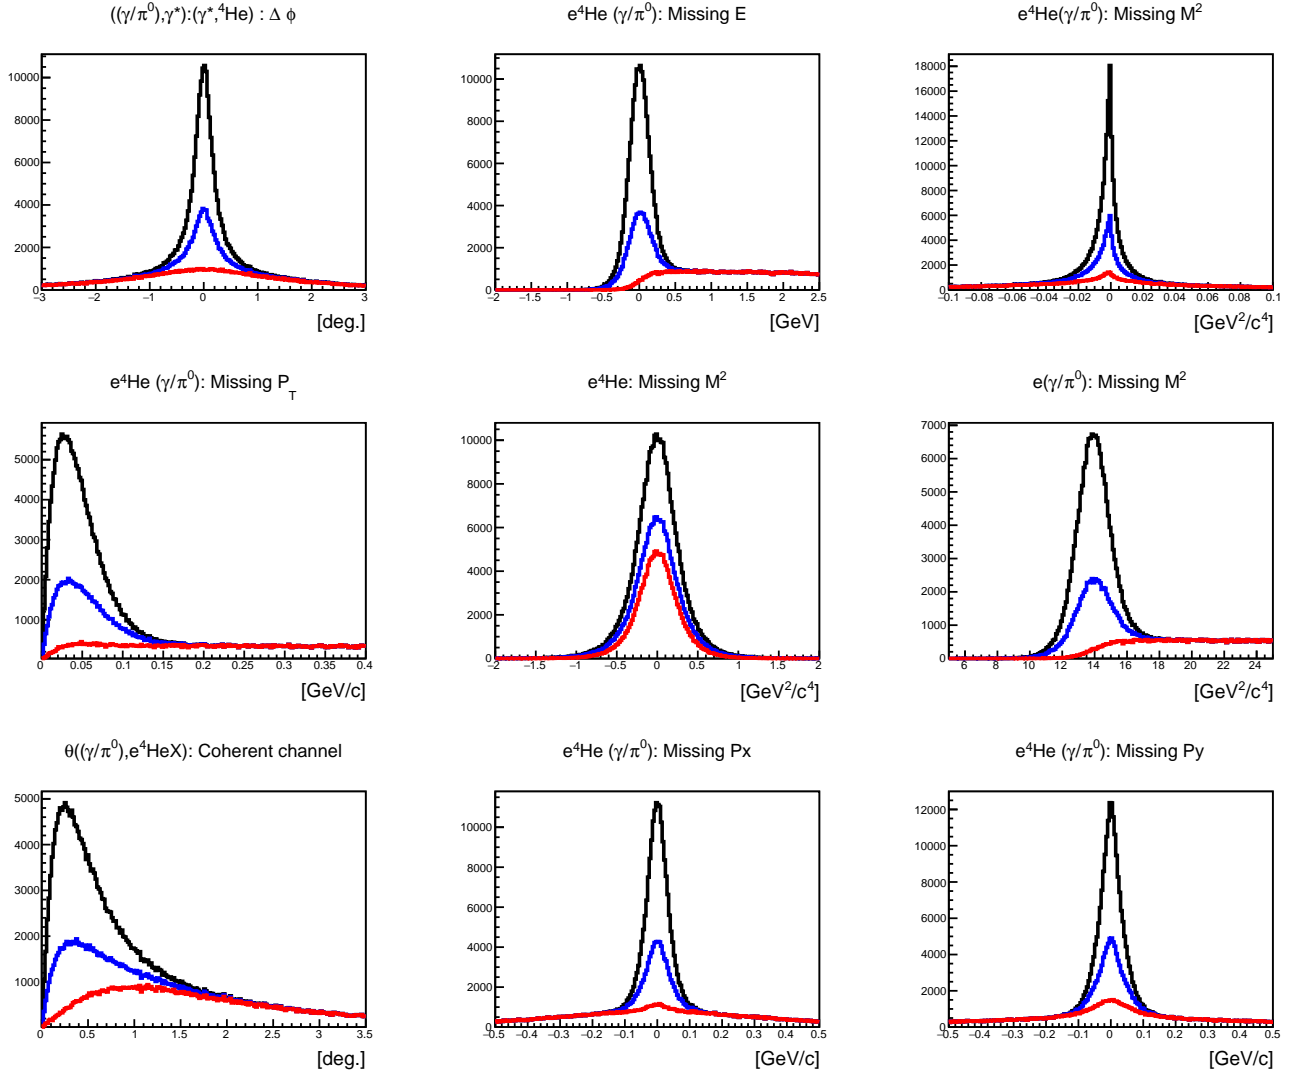 ((γ/π⁰),γ*):(γ*,⁴He) : Δ ϕ
10000
8000
6000
4000
2000
0
−3 −2 −1 0 1 2 3
[deg.]
e⁴He (γ/π⁰): Missing E
10000
8000
6000
4000
2000
0
−2 −1.5 −1 −0.5 0 0.5 1 1.5 2 2.5
[GeV]
e⁴He(γ/π⁰): Missing M²
18000
16000
14000
12000
10000
8000
6000
4000
2000
0
−0.1 −0.08 −0.06 −0.04 −0.02 0 0.02 0.04 0.06 0.08 0.1
[GeV²/c⁴]
e⁴He (γ/π⁰): Missing P_T
5000
4000
3000
2000
1000
0 0.05 0.1 0.15 0.2 0.25 0.3 0.35 0.4
[GeV/c]
e⁴He: Missing M²
10000
8000
6000
4000
2000
0
−2 −1.5 −1 −0.5 0 0.5 1 1.5 2
[GeV²/c⁴]
e(γ/π⁰): Missing M²
7000
6000
5000
4000
3000
2000
1000
0
6 8 10 12 14 16 18 20 22 24
[GeV²/c⁴]
θ((γ/π⁰),e⁴HeX): Coherent channel
5000
4000
3000
2000
1000
0 0.5 1 1.5 2 2.5 3 3.5
[deg.]
e⁴He (γ/π⁰): Missing Px
10000
8000
6000
4000
2000
0
−0.5 −0.4 −0.3 −0.2 −0.1 0 0.1 0.2 0.3 0.4 0.5
[GeV/c]
e⁴He (γ/π⁰): Missing Py
12000
10000
8000
6000
4000
2000
0
−0.5 −0.4 −0.3 −0.2 −0.1 0 0.1 0.2 0.3 0.4 0.5
[GeV/c]